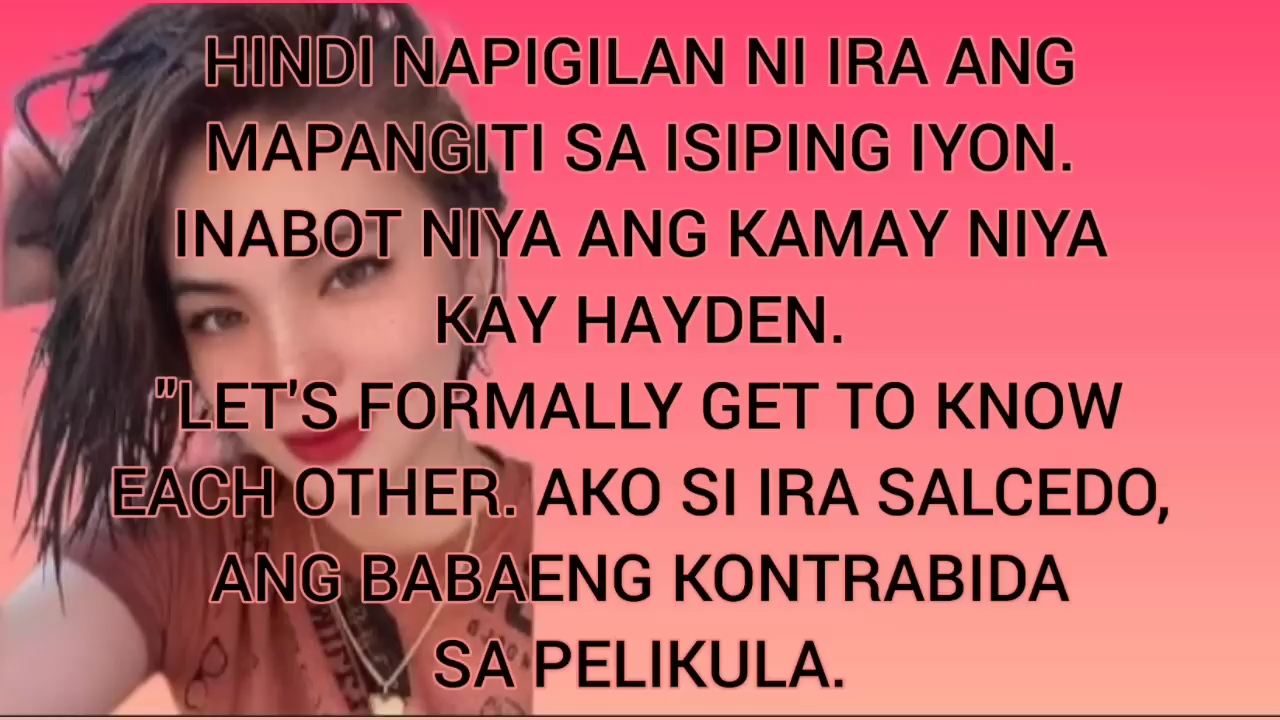 HINDI NAPIGILAN NI IRA ANG
MAPANGITI SA ISIPING IYON.
INABOT NIYA ANG KAMAY NIYA
KAY HAYDEN.
"LET'S FORMALLY GET TO KNOW
EACH OTHER. AKO SI IRA SALCEDO,
ANG BABAENG KONTRABIDA
SA PELIKULA.